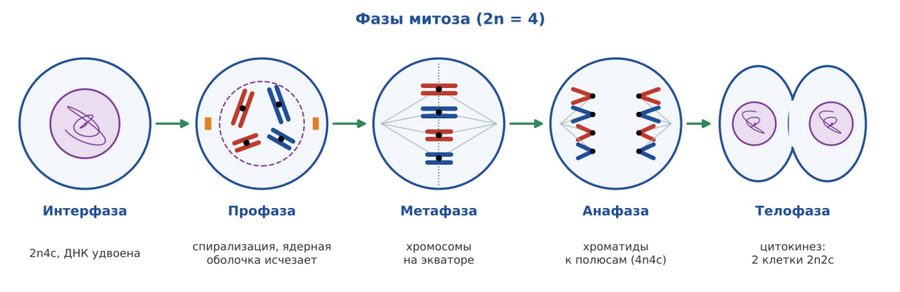 Фазы митоза (2n = 4)
Интерфаза
Профаза
Метафаза
Анафаза
Телофаза
2n4c, ДНК удвоена
спирализация, ядерная
оболочка исчезает
хромосомы
на экваторе
хроматиды
к полюсам (4n4c)
цитокинез:
2 клетки 2n2c